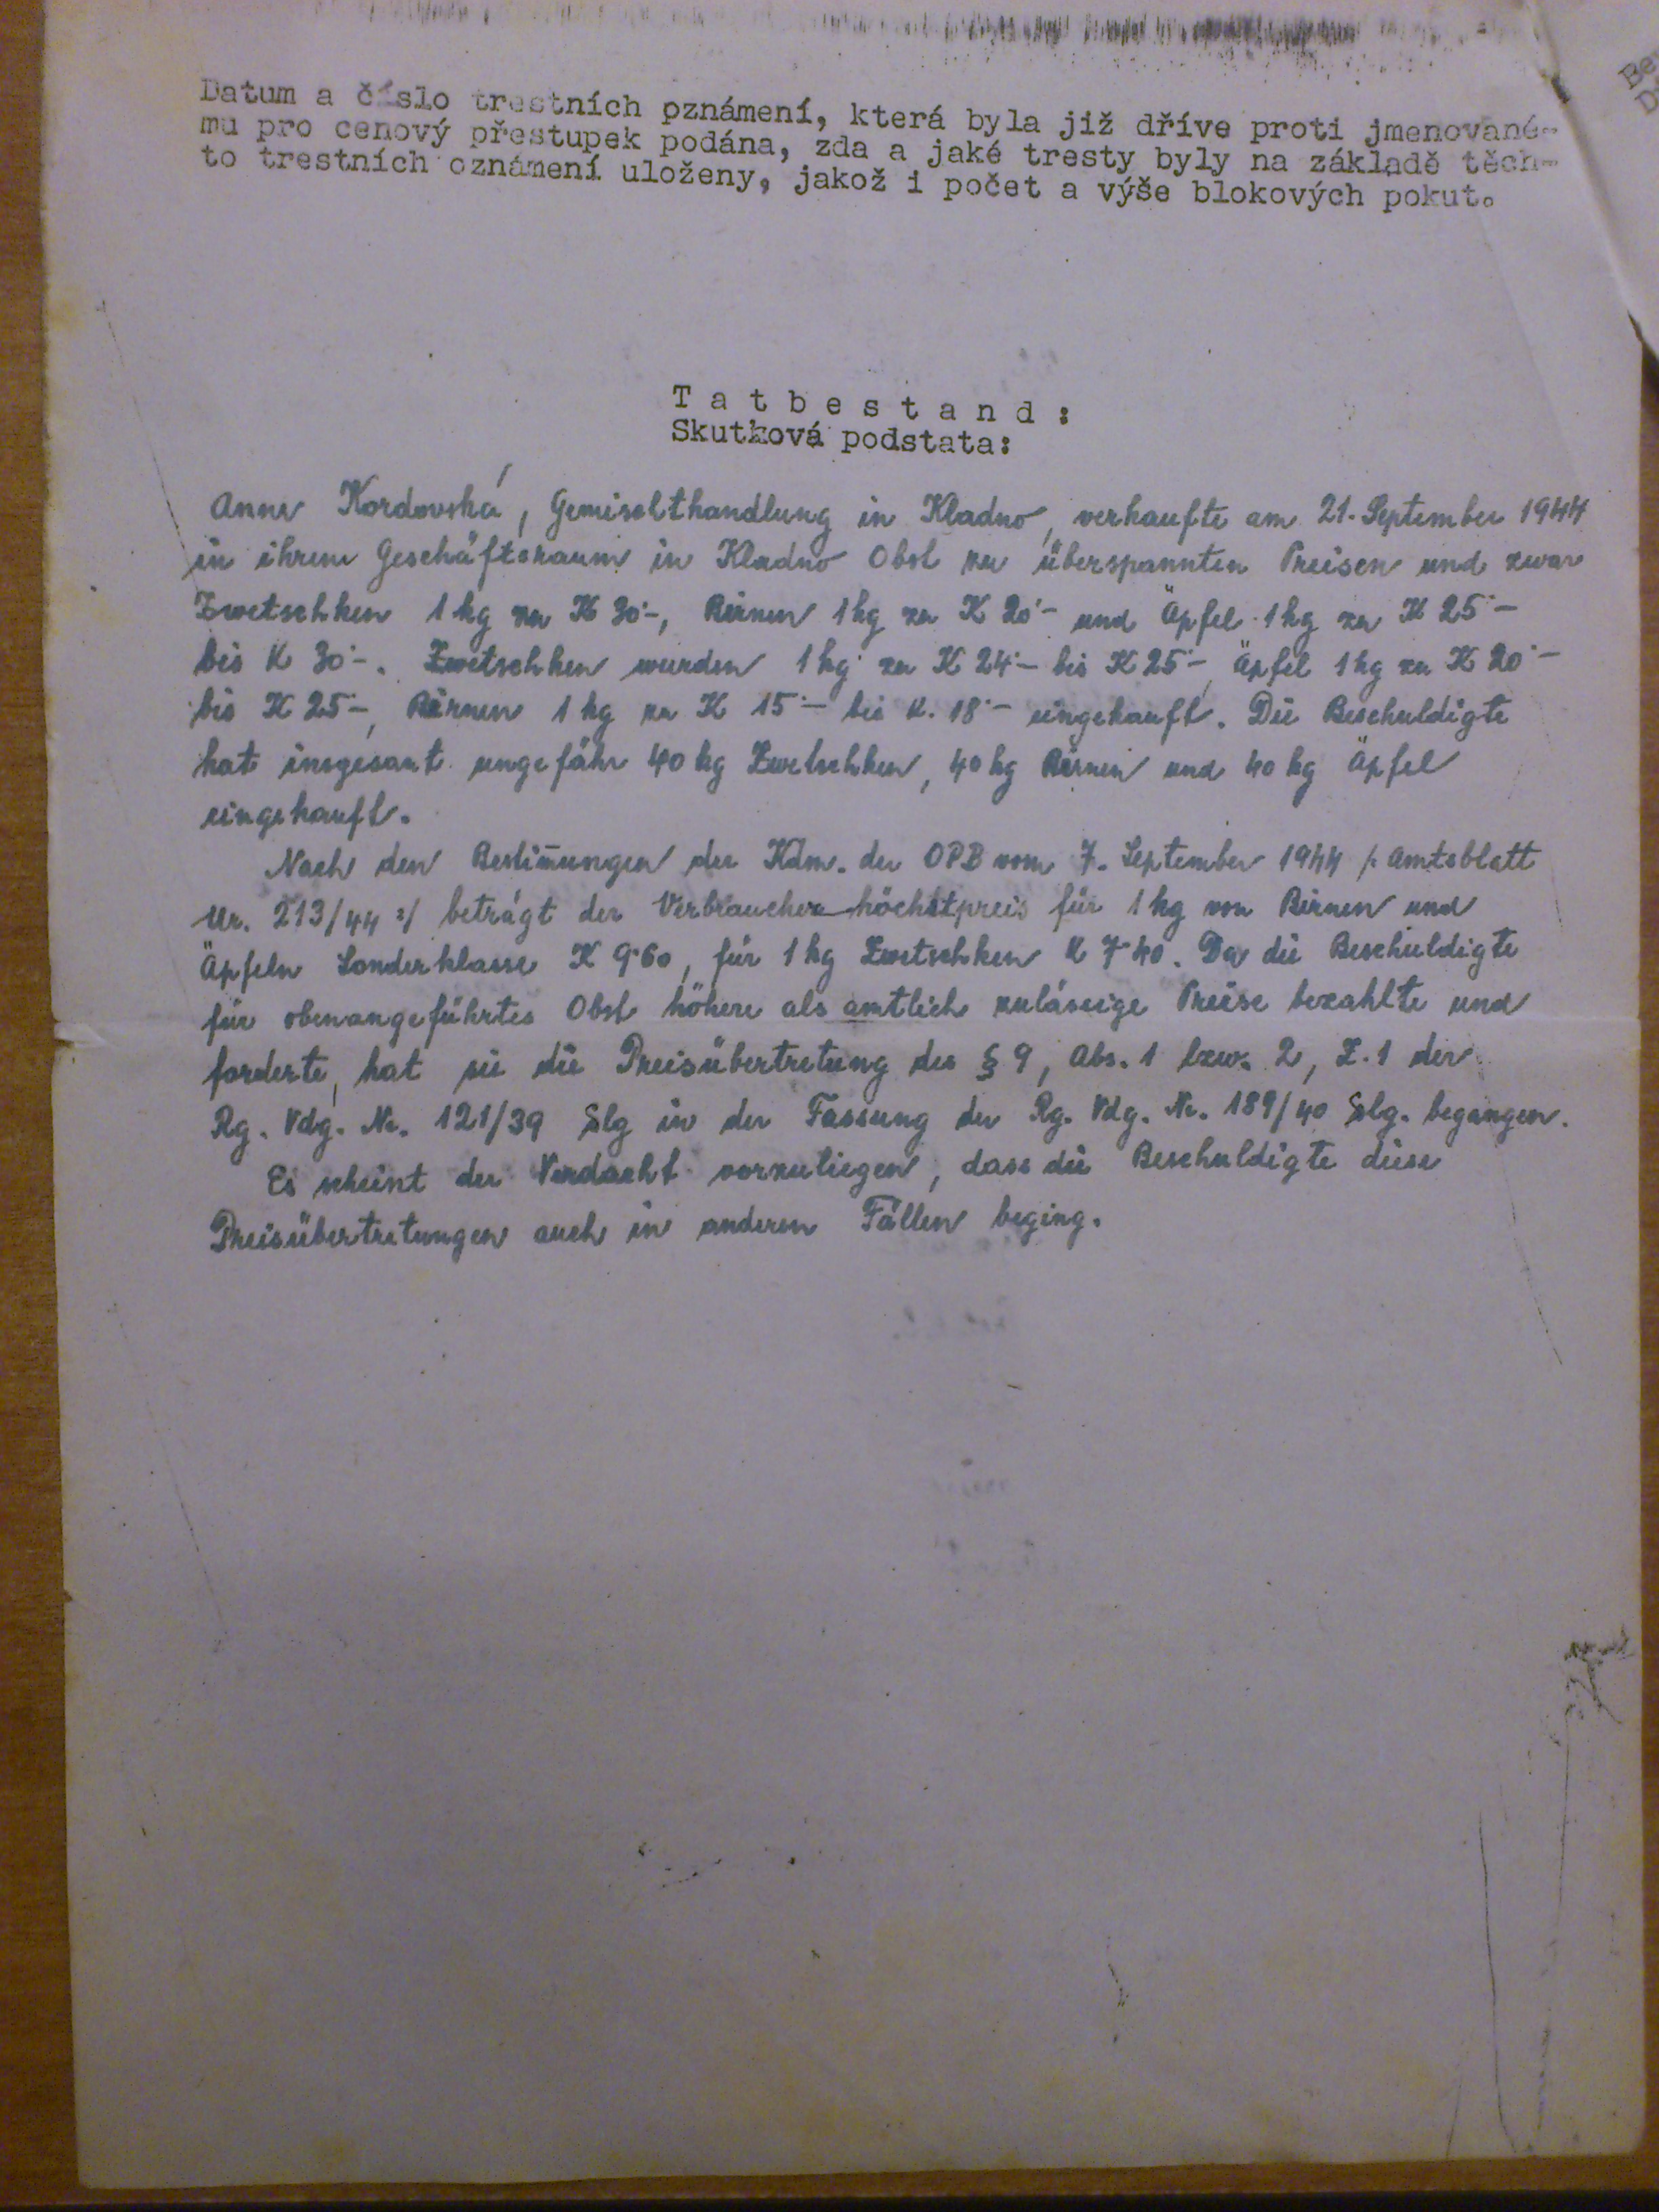 Datum a číslo trestních oznámení, která byla již dříve proti jmenované-
mu pro cenový přestupek podána, zda a jaké tresty byly na základě těch-
to trestních oznámení uloženy, jakož i počet a výše blokových pokut.
T a t b e s t a n d :
Skutková podstata:
Anna Kordovská, Gemischthandlung in Kladno, verkaufte am 21. September 1944
in ihrem Geschäftsraum in Kladno Obst zu überspannten Preisen und zwar
Zwetschken 1 kg zu K 30·-, Birnen 1 kg zu K 20·- und Äpfel 1 kg zu K 25·-
bis K 30·-. Zwetschken wurden 1 kg zu K 24·- bis K 25·-, Äpfel 1 kg zu K 20·-
bis K 25·-, Birnen 1 kg zu K 15·- bis K. 18·- eingekauft. Die Beschuldigte
hat insgesamt ungefähr 40 kg Zwetschken, 40 kg Birnen und 40 kg Äpfel
eingekauft.
Nach den Bestim̄ungen der Kdm. der OPB vom 7. September 1944 /: Amtsblatt
Nr. 213/44 :/ beträgt der Verbraucher-höchstpreis für 1 kg von Birnen und
Äpfeln Sonderklasse K 9·60, für 1 kg Zwetschken K 7·40. Da die Beschuldigte
für obenangeführtes Obst höhere als amtlich zulässige Preise bezahlte und
forderte, hat sie die Preisübertretung des § 9, Abs. 1 bzw. 2, Z. 1 der
Rg. Vdg. Nr. 121/39 Slg in der Fassung der Rg. Vdg. Nr. 189/40 Slg. begangen.
Es scheint der Verdacht vorzuliegen, dass die Beschuldigte diese
Preisübertretungen auch in anderen Fällen beging.